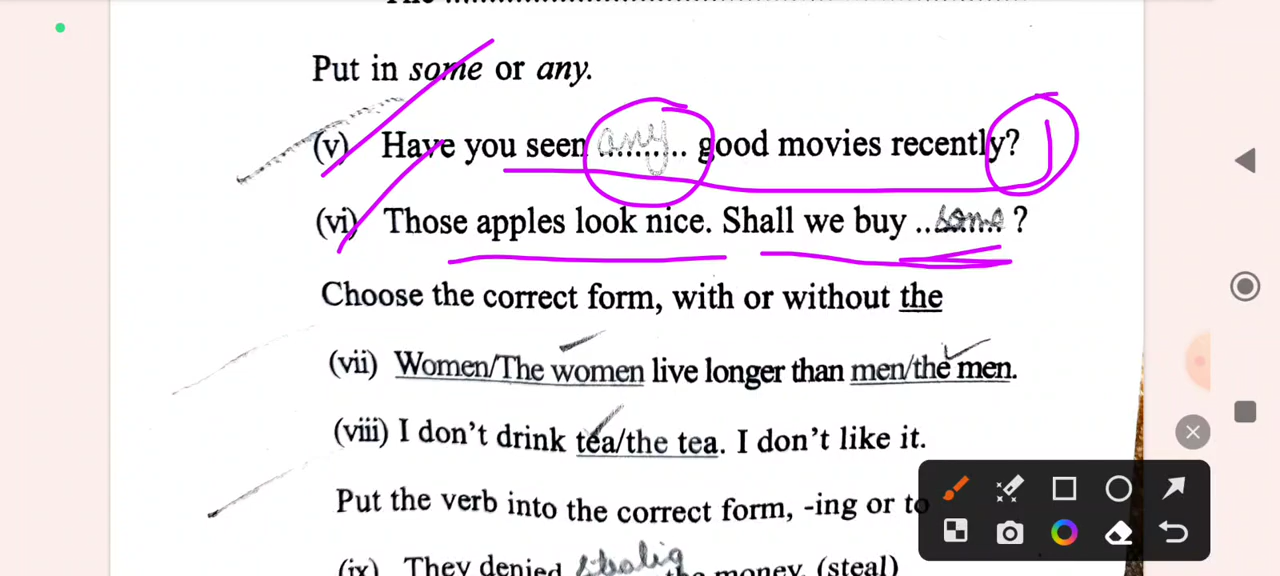 The
Put in some or any.
(v) Have you seen any........ good movies recently?
(vi) Those apples look nice. Shall we buy ..some... ?
Choose the correct form, with or without the
(vii) Women/The women live longer than men/the men.
(viii) I don't drink tea/the tea. I don't like it.
Put the verb into the correct form, -ing or to
(ix) They denied money. (steal)